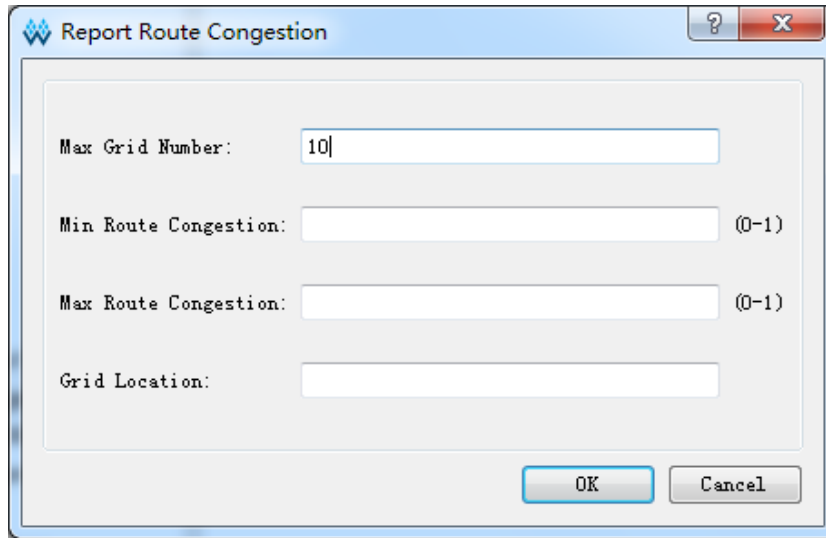 Report Route Congestion
Max Grid Number: 10
Min Route Congestion: (0-1)
Max Route Congestion: (0-1)
Grid Location:
OK Cancel